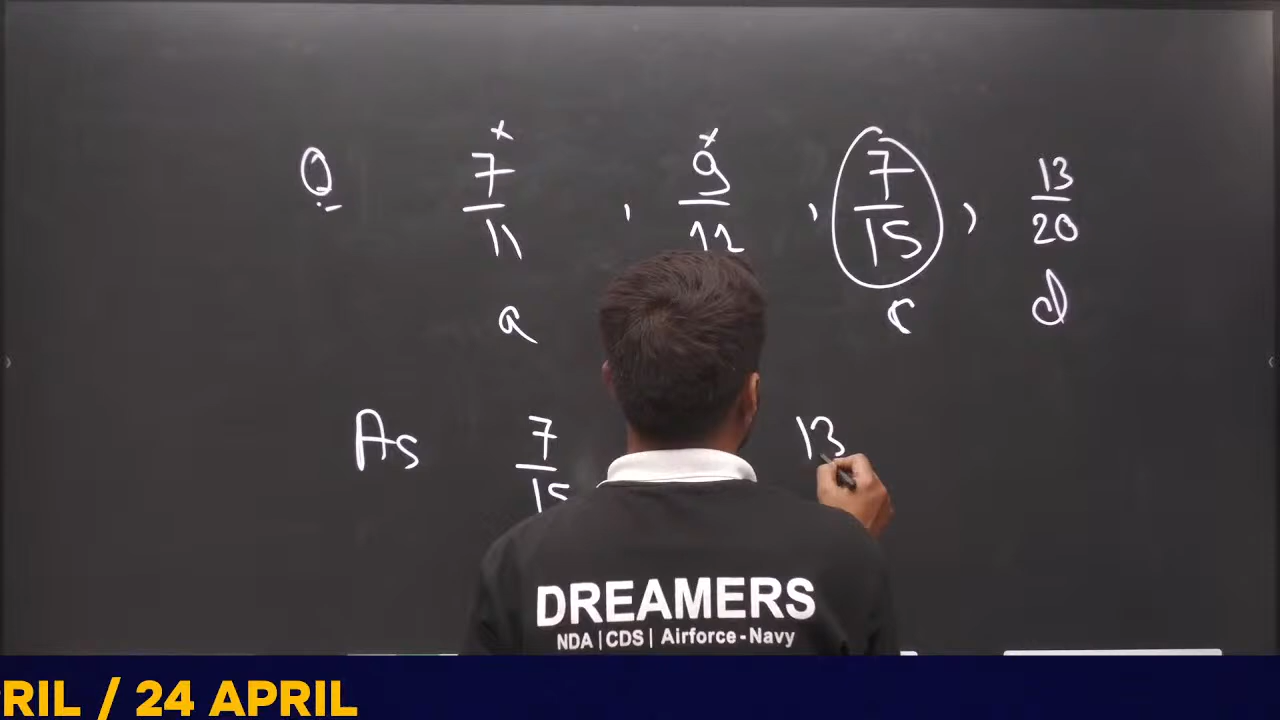 Q 7/11 , 9/12 , 7/15 , 13/20
a c d
As 7/15 13
DREAMERS
NDA | CDS | Airforce - Navy
RIL / 24 APRIL